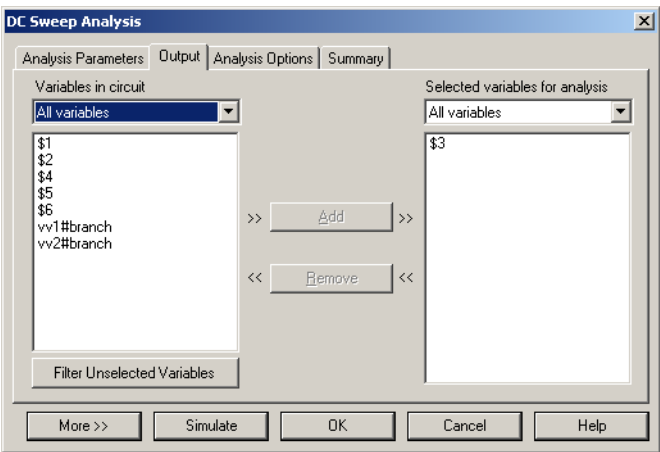 DC Sweep Analysis
Analysis Parameters Output Analysis Options Summary
Variables in circuit
All variables
$1
$2
$4
$5
$6
vv1#branch
vv2#branch
Filter Unselected Variables
>> Add >>
<< Remove <<
Selected variables for analysis
All variables
$3
More >> Simulate OK Cancel Help